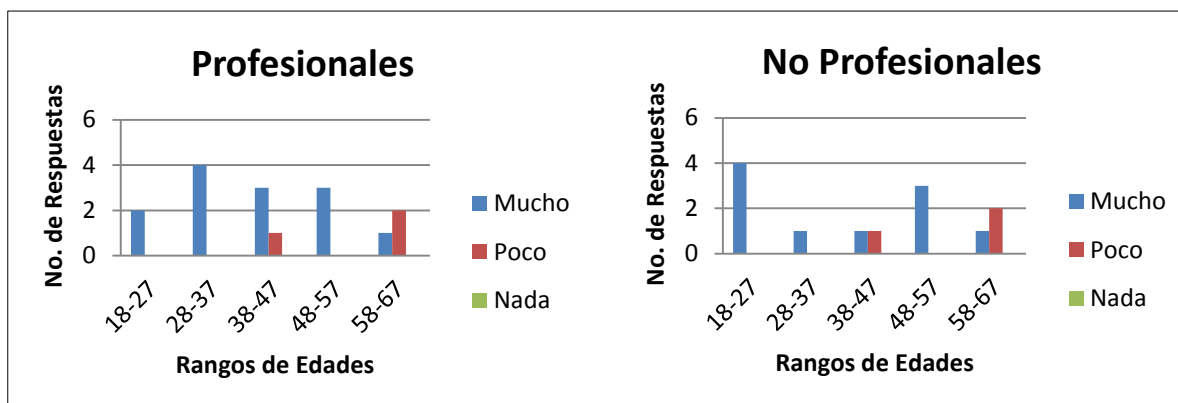 Profesionales
No. de Respuestas
6
4
2
0
18-27
28-37
38-47
48-57
58-67
Rangos de Edades
Mucho
Poco
Nada
No Profesionales
No. de Respuestas
6
4
2
0
18-27
28-37
38-47
48-57
58-67
Rangos de Edades
Mucho
Poco
Nada